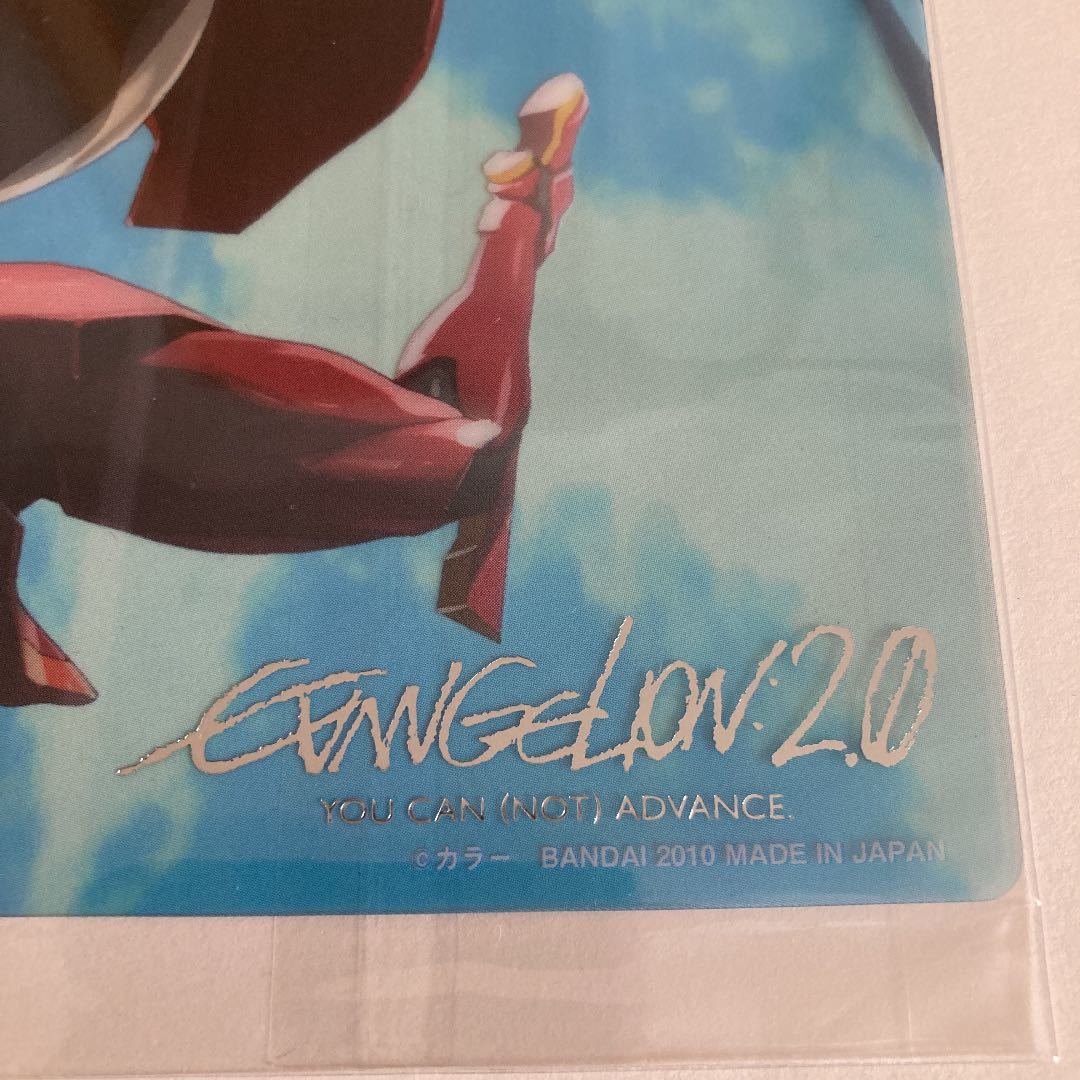 EVANGELION:2.0
YOU CAN (NOT) ADVANCE.
©カラー BANDAI 2010 MADE IN JAPAN